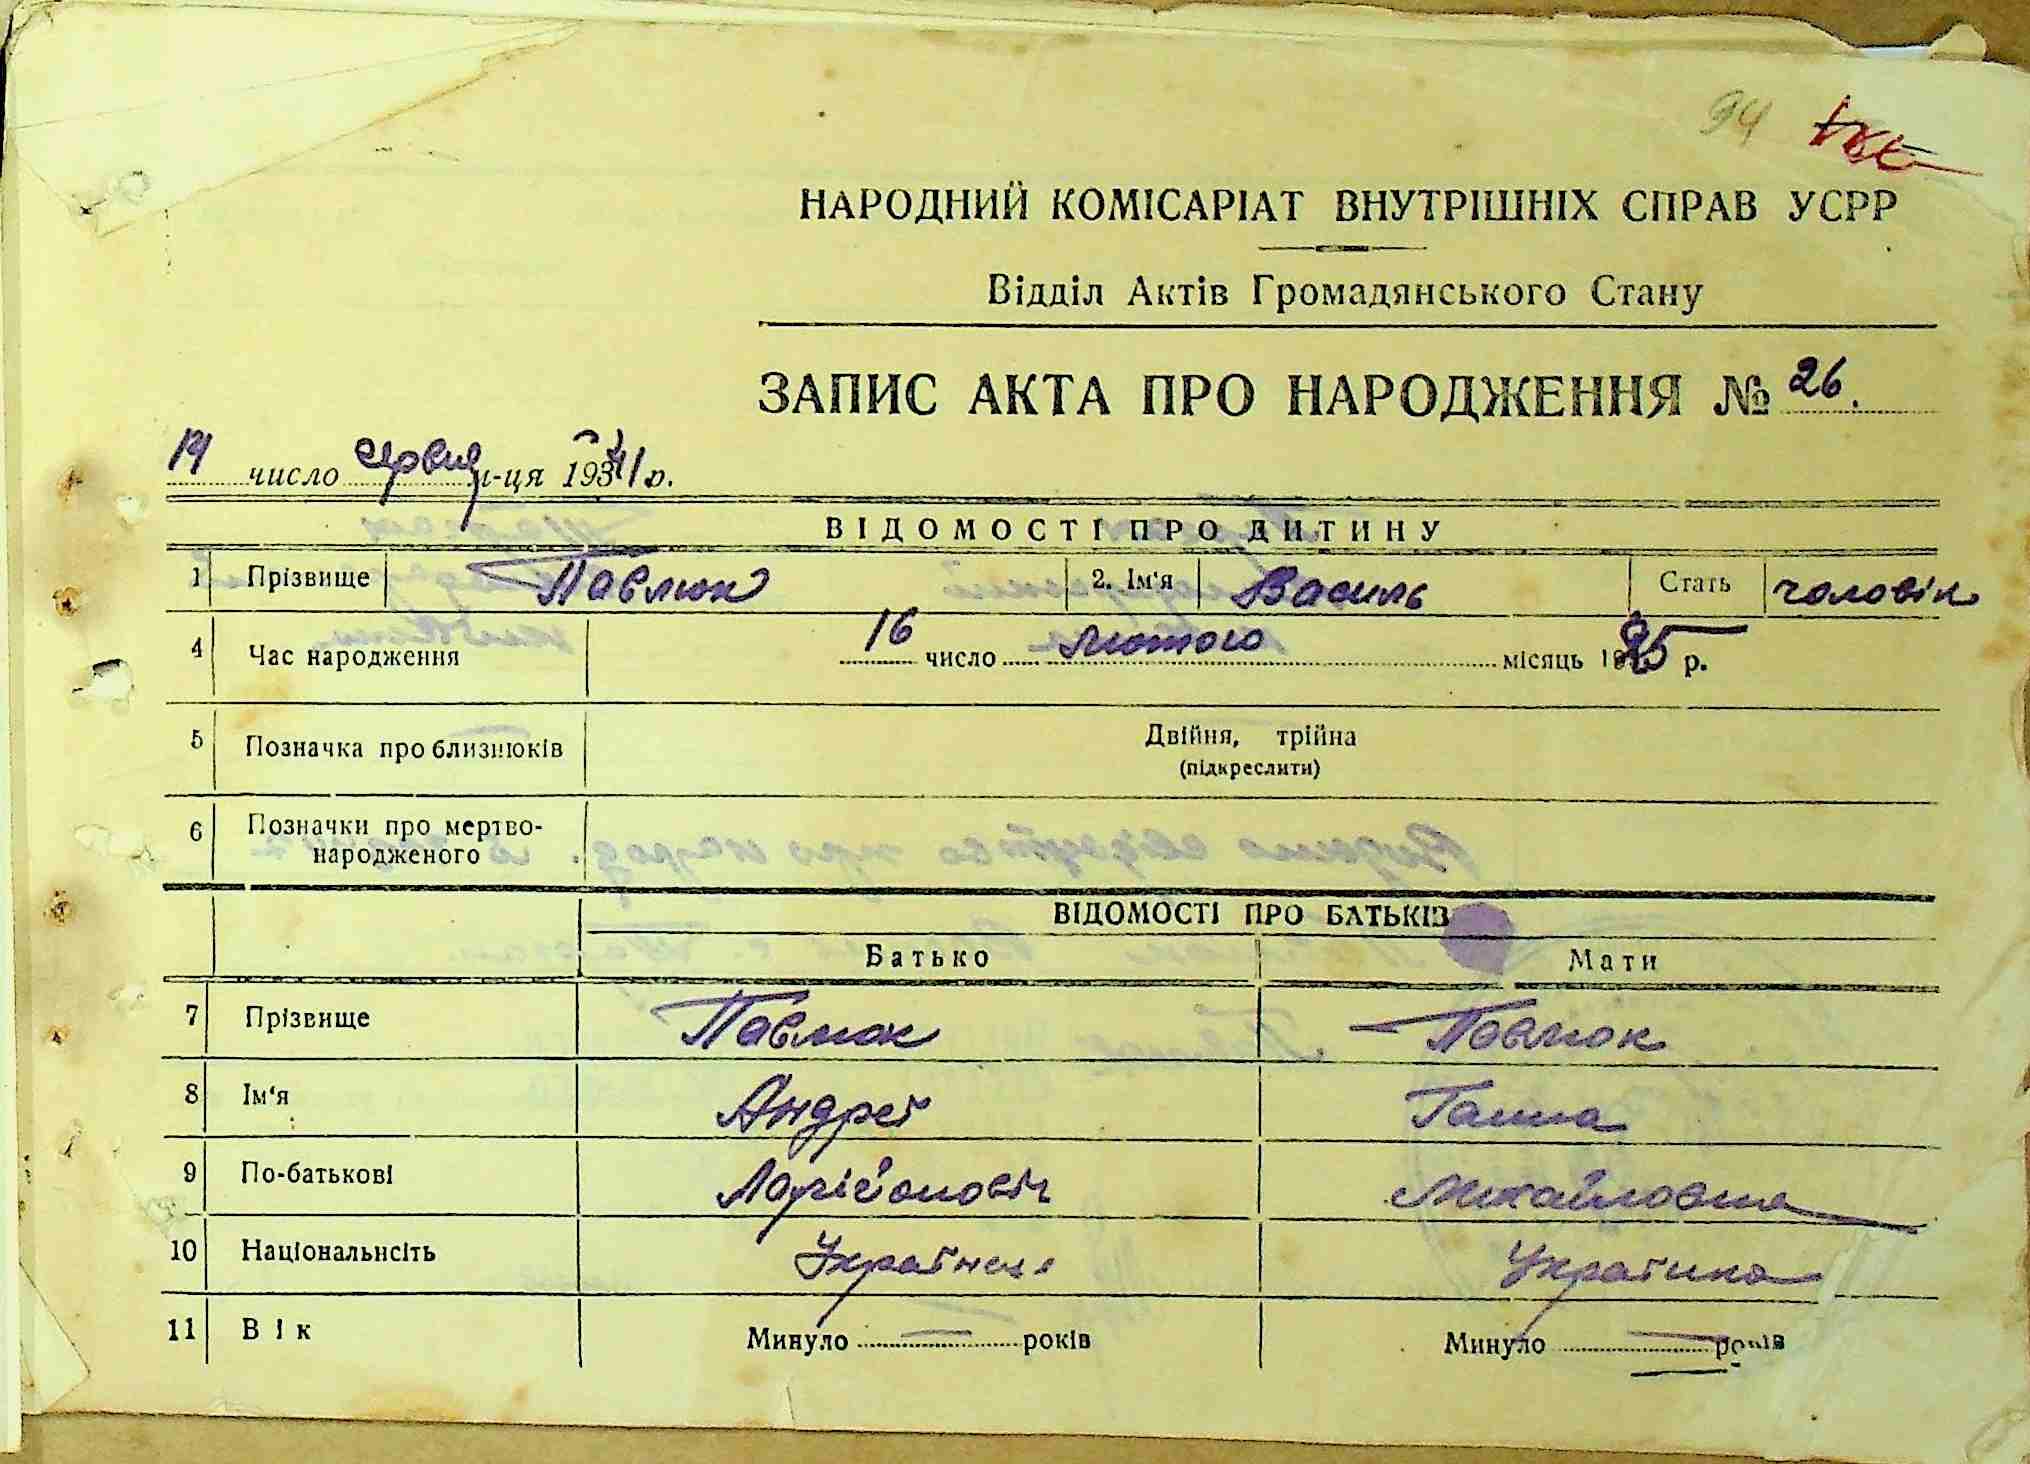 94
НАРОДНИЙ КОМІСАРІАТ ВНУТРІШНІХ СПРАВ УСРР
Відділ Актів Громадянського Стану
ЗАПИС АКТА ПРО НАРОДЖЕННЯ № 26.
19 число серпня м-ця 1941 р.
ВІДОМОСТІ ПРО ДИТИНУ
1 Прізвище Павлюк 2. Ім'я Василь Стать чоловік
4 Час народження 16 число лютого місяць 1925 р.
5 Позначка про близнюків Двійня, трійна
(підкреслити)
6 Позначки про мертво-
народженого
ВІДОМОСТІ ПРО БАТЬКІВ
Батько Мати
7 Прізвище Павлюк Павлюк
8 Ім'я Андрей Ганна
9 По-батькові Ларійонович Михайловна
10 Національнсіть Українець Українка
11 Вік Минуло — років Минуло — років